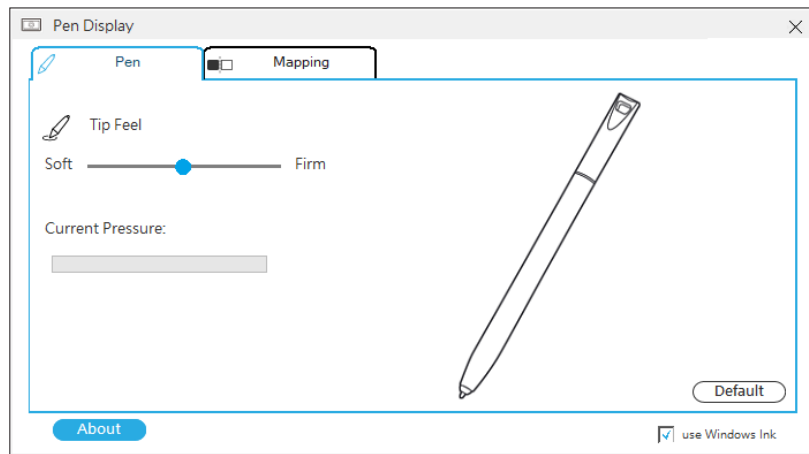 Pen Display
Pen
Mapping
Tip Feel
Soft
Firm
Current Pressure:
Default
About
use Windows Ink